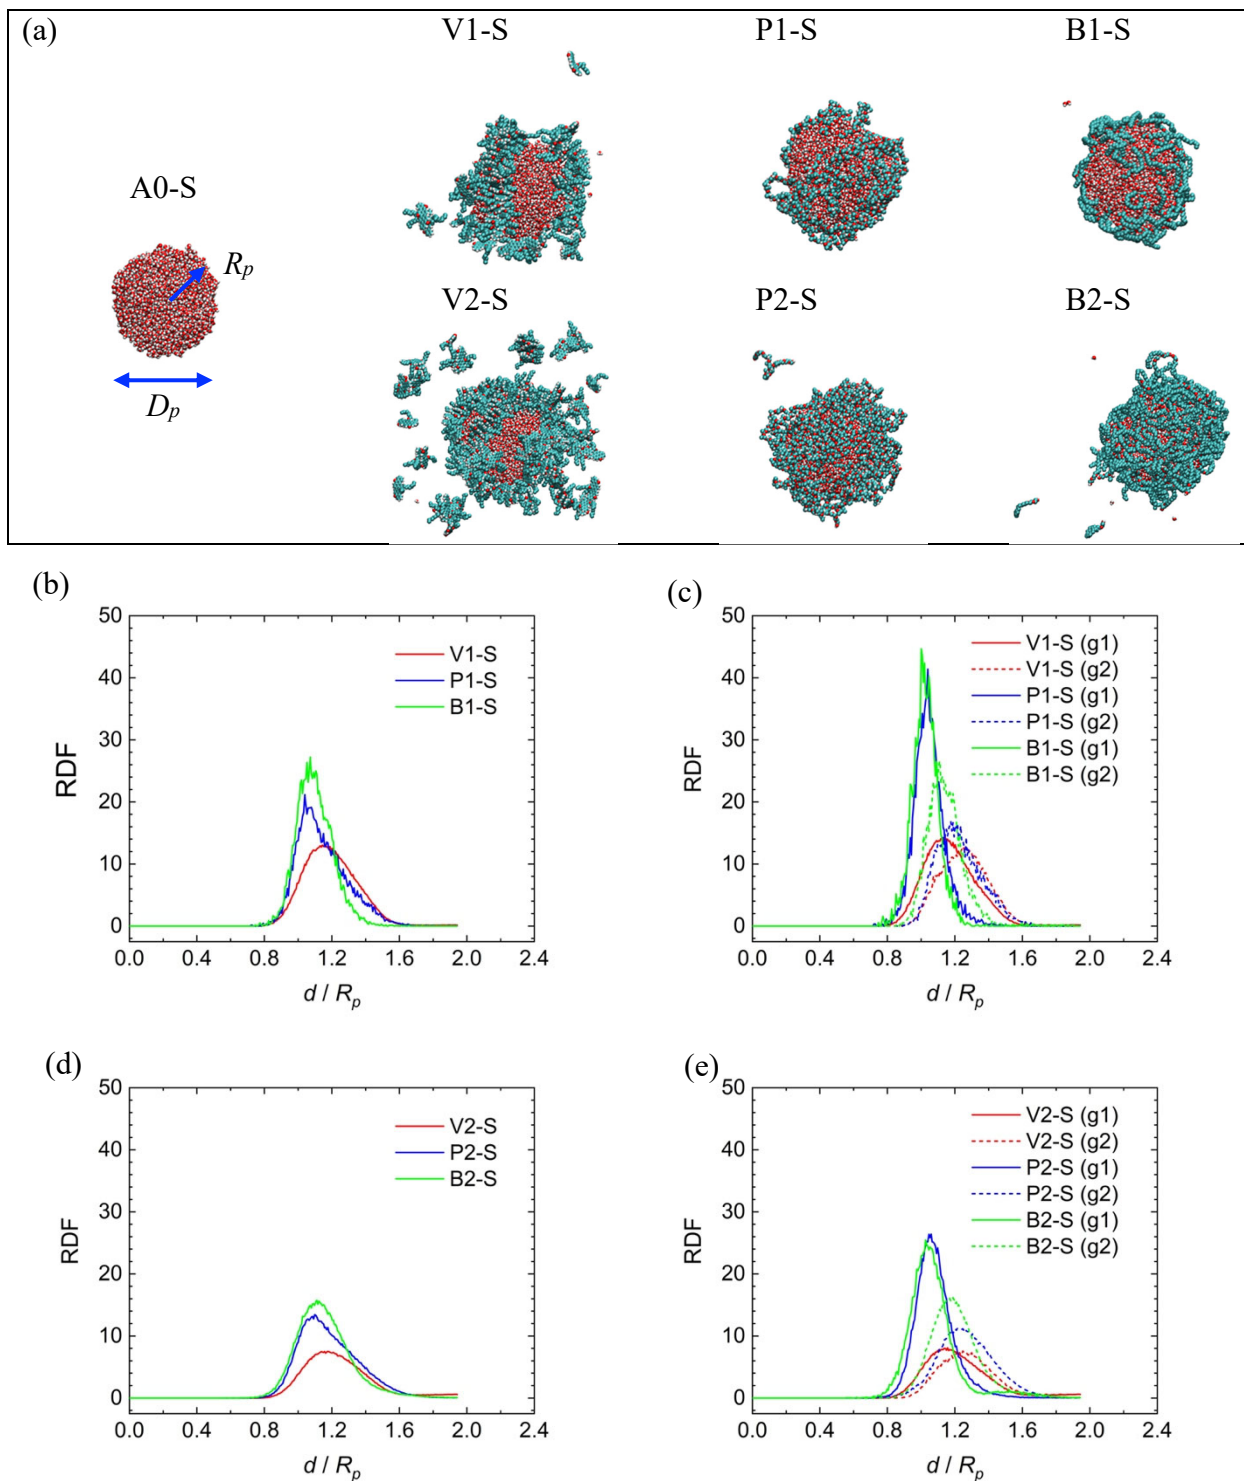 (a)
V1-S
P1-S
B1-S
A0-S
Rp
Dp
V2-S
P2-S
B2-S
(b)
50
40
30
20
10
0
RDF
V1-S
P1-S
B1-S
0.0 0.4 0.8 1.2 1.6 2.0 2.4
d / Rp
(c)
50
40
30
20
10
0
RDF
V1-S (g1)
V1-S (g2)
P1-S (g1)
P1-S (g2)
B1-S (g1)
B1-S (g2)
0.0 0.4 0.8 1.2 1.6 2.0 2.4
d / Rp
(d)
50
40
30
20
10
0
RDF
V2-S
P2-S
B2-S
0.0 0.4 0.8 1.2 1.6 2.0 2.4
d / Rp
(e)
50
40
30
20
10
0
RDF
V2-S (g1)
V2-S (g2)
P2-S (g1)
P2-S (g2)
B2-S (g1)
B2-S (g2)
0.0 0.4 0.8 1.2 1.6 2.0 2.4
d / Rp